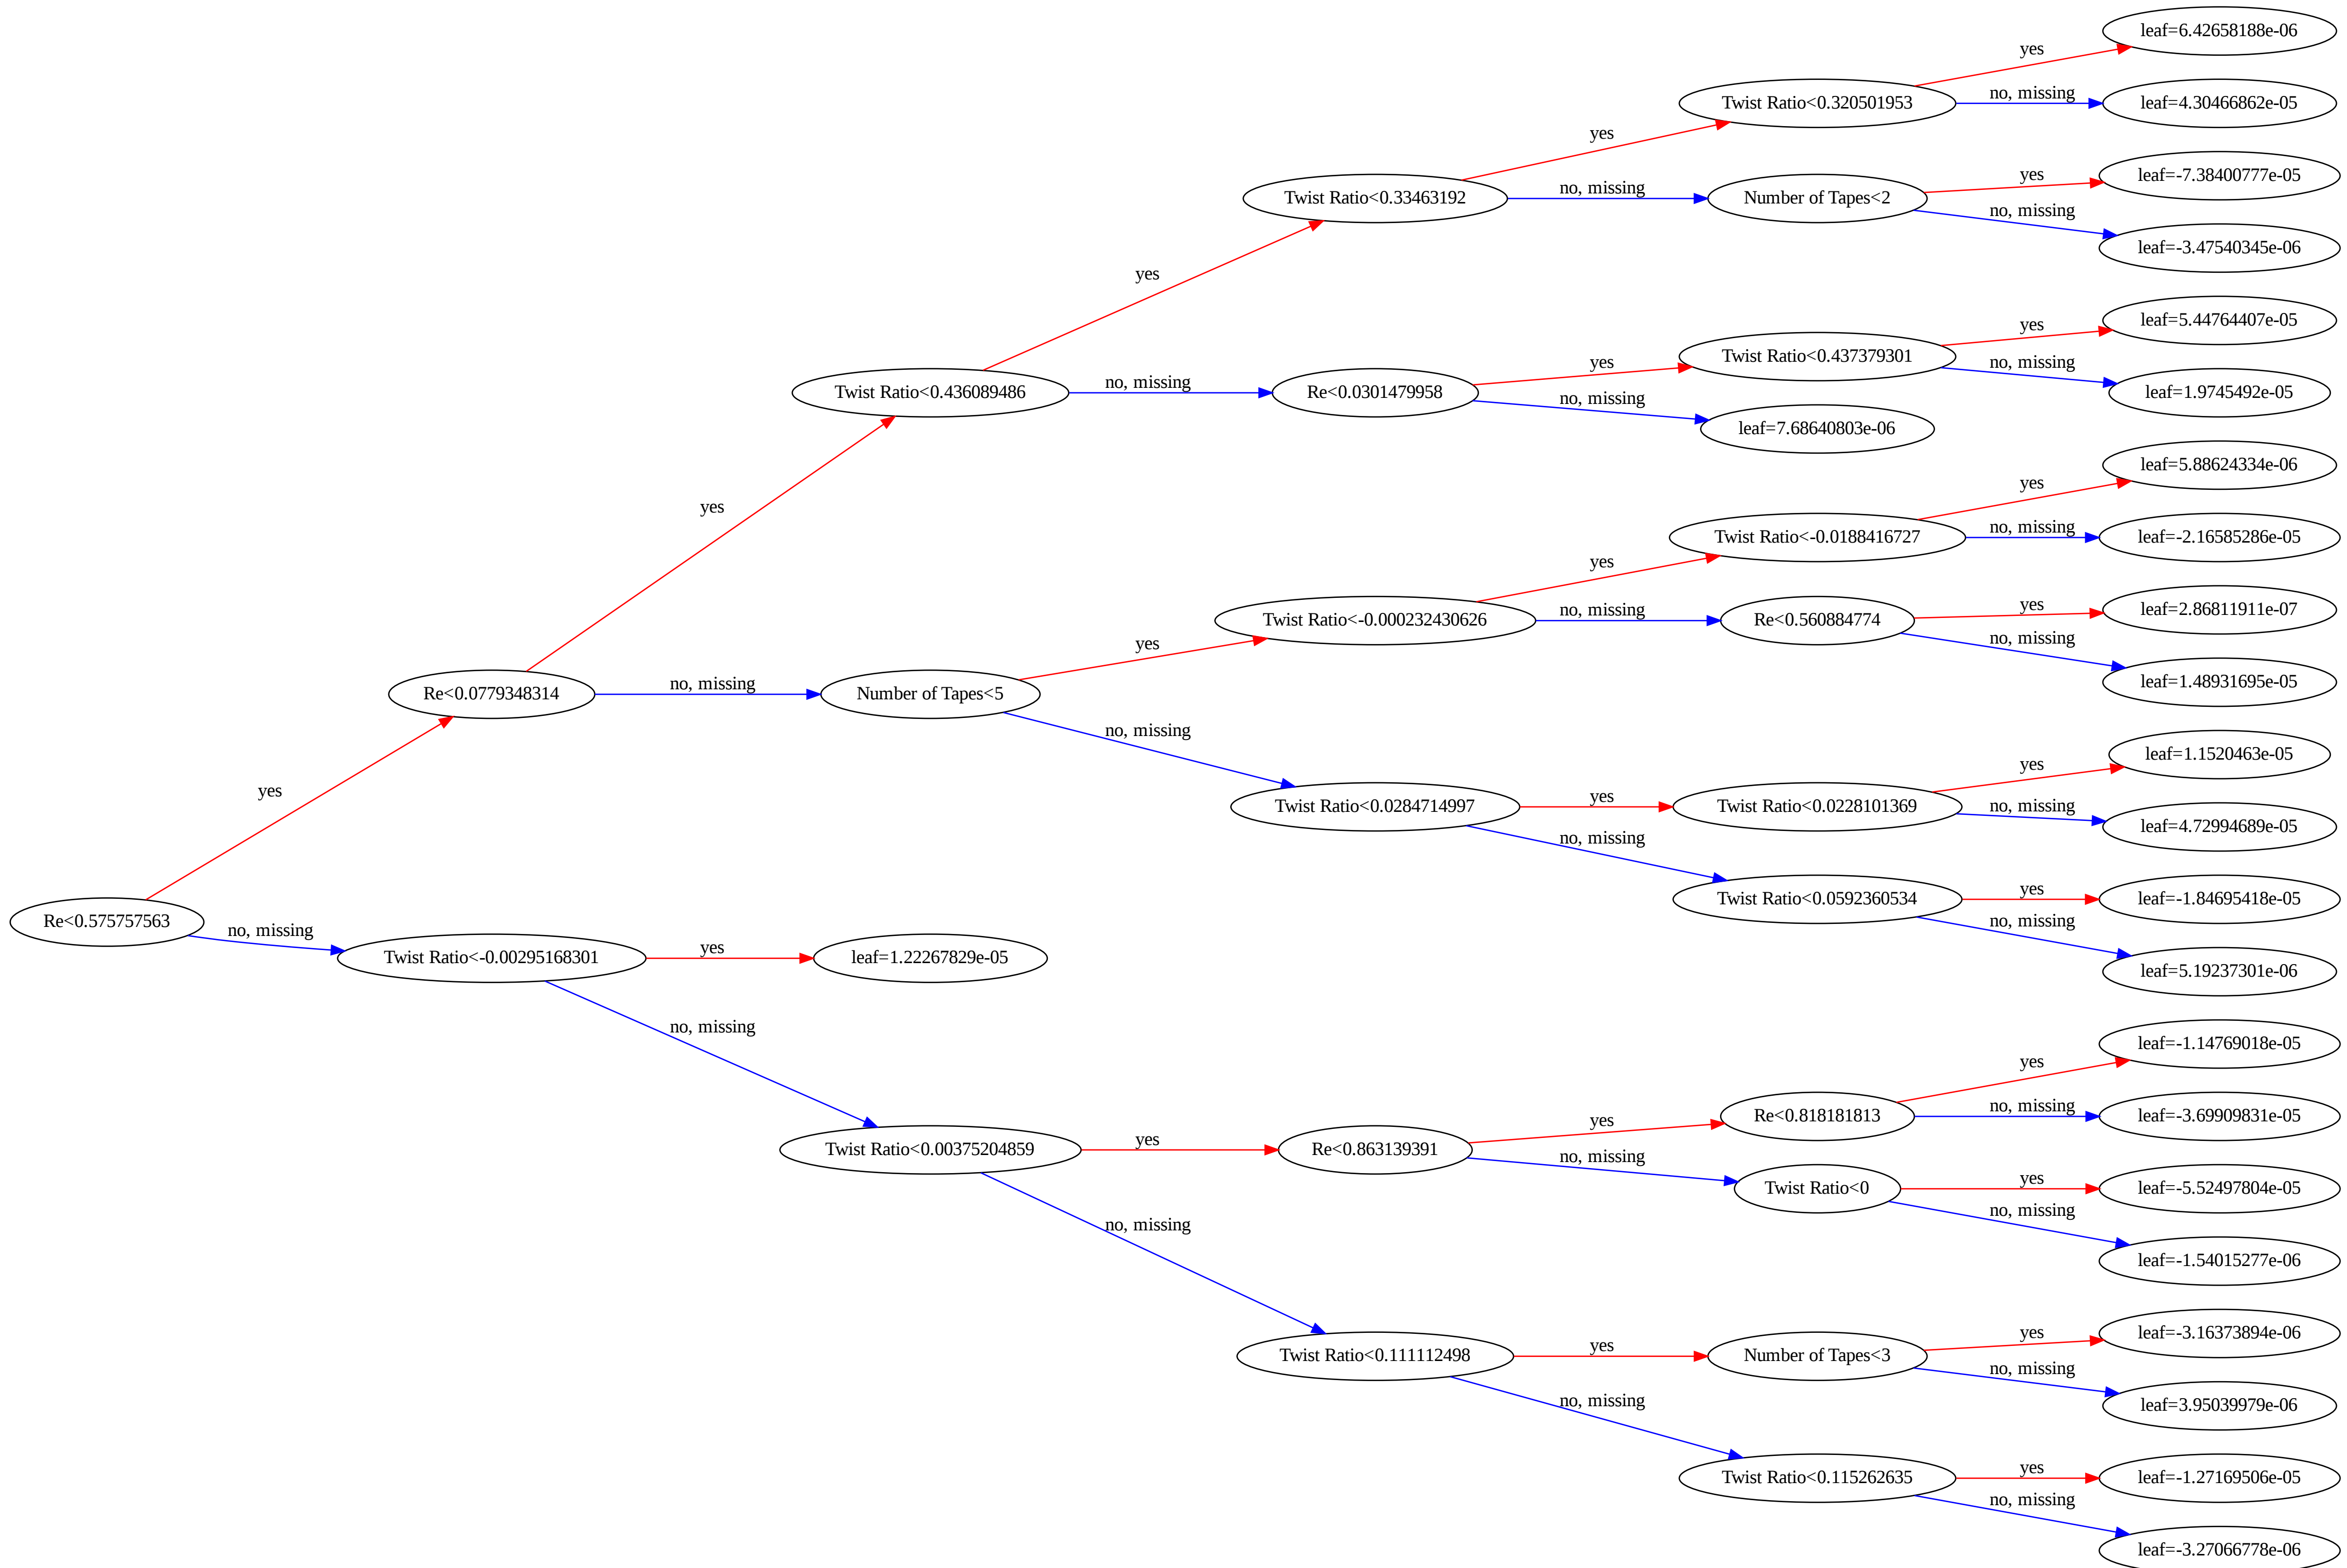 leaf=6.42658188e-06
yes
Twist Ratio<0.320501953
no, missing
leaf=4.30466862e-05
yes
Twist Ratio<0.33463192
no, missing
Number of Tapes<2
yes
leaf=-7.38400777e-05
no, missing
leaf=-3.47540345e-06
yes
Twist Ratio<0.436089486
no, missing
Re<0.0301479958
yes
Twist Ratio<0.437379301
yes
leaf=5.44764407e-05
no, missing
leaf=1.9745492e-05
no, missing
leaf=7.68640803e-06
yes
Re<0.0779348314
no, missing
Number of Tapes<5
yes
Twist Ratio<-0.000232430626
yes
Twist Ratio<-0.0188416727
yes
leaf=5.88624334e-06
no, missing
leaf=-2.16585286e-05
no, missing
Re<0.560884774
yes
leaf=2.86811911e-07
no, missing
leaf=1.48931695e-05
no, missing
Twist Ratio<0.0284714997
yes
Twist Ratio<0.0228101369
yes
leaf=1.1520463e-05
no, missing
leaf=4.72994689e-05
no, missing
Twist Ratio<0.0592360534
yes
leaf=-1.84695418e-05
no, missing
leaf=5.19237301e-06
yes
Re<0.575757563
no, missing
Twist Ratio<-0.00295168301
yes
leaf=1.22267829e-05
no, missing
Twist Ratio<0.00375204859
yes
Re<0.863139391
yes
Re<0.818181813
yes
leaf=-1.14769018e-05
no, missing
leaf=-3.69909831e-05
no, missing
Twist Ratio<0
yes
leaf=-5.52497804e-05
no, missing
leaf=-1.54015277e-06
no, missing
Twist Ratio<0.111112498
yes
Number of Tapes<3
yes
leaf=-3.16373894e-06
no, missing
leaf=3.95039979e-06
no, missing
Twist Ratio<0.115262635
yes
leaf=-1.27169506e-05
no, missing
leaf=-3.27066778e-06